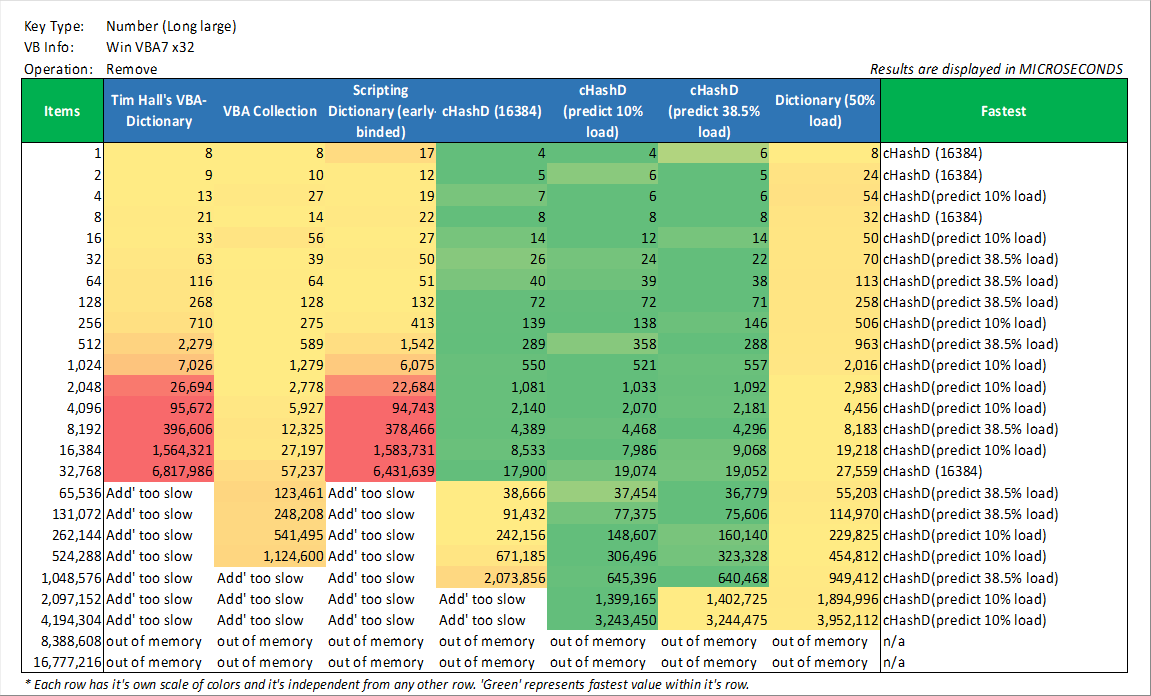 Key Type: Number (Long large)
VB Info: Win VBA7 x32
Operation: Remove Results are displayed in MICROSECONDS
Items Tim Hall's VBA-Dictionary VBA Collection Scripting Dictionary (early-binded) cHashD (16384) cHashD (predict 10% load) cHashD (predict 38.5% load) Dictionary (50% load) Fastest
1 8 8 17 4 4 6 8 cHashD (16384)
2 9 10 12 5 6 5 24 cHashD (16384)
4 13 27 19 7 6 6 54 cHashD(predict 10% load)
8 21 14 22 8 8 8 32 cHashD (16384)
16 33 56 27 14 12 14 50 cHashD(predict 10% load)
32 63 39 50 26 24 22 70 cHashD(predict 38.5% load)
64 116 64 51 40 39 38 113 cHashD(predict 38.5% load)
128 268 128 132 72 72 71 258 cHashD(predict 38.5% load)
256 710 275 413 139 138 146 506 cHashD(predict 10% load)
512 2,279 589 1,542 289 358 288 963 cHashD(predict 38.5% load)
1,024 7,026 1,279 6,075 550 521 557 2,016 cHashD(predict 10% load)
2,048 26,694 2,778 22,684 1,081 1,033 1,092 2,983 cHashD(predict 10% load)
4,096 95,672 5,927 94,743 2,140 2,070 2,181 4,456 cHashD(predict 10% load)
8,192 396,606 12,325 378,466 4,389 4,468 4,296 8,183 cHashD(predict 38.5% load)
16,384 1,564,321 27,197 1,583,731 8,533 7,986 9,068 19,218 cHashD(predict 10% load)
32,768 6,817,986 57,237 6,431,639 17,900 19,074 19,052 27,559 cHashD (16384)
65,536 Add' too slow 123,461 Add' too slow 38,666 37,454 36,779 55,203 cHashD(predict 38.5% load)
131,072 Add' too slow 248,208 Add' too slow 91,432 77,375 75,606 114,970 cHashD(predict 38.5% load)
262,144 Add' too slow 541,495 Add' too slow 242,156 148,607 160,140 229,825 cHashD(predict 10% load)
524,288 Add' too slow 1,124,600 Add' too slow 671,185 306,496 323,328 454,812 cHashD(predict 10% load)
1,048,576 Add' too slow Add' too slow Add' too slow 2,073,856 645,396 640,468 949,412 cHashD(predict 38.5% load)
2,097,152 Add' too slow Add' too slow Add' too slow Add' too slow 1,399,165 1,402,725 1,894,996 cHashD(predict 10% load)
4,194,304 Add' too slow Add' too slow Add' too slow Add' too slow 3,243,450 3,244,475 3,952,112 cHashD(predict 10% load)
8,388,608 out of memory out of memory out of memory out of memory out of memory out of memory out of memory n/a
16,777,216 out of memory out of memory out of memory out of memory out of memory out of memory out of memory n/a
* Each row has it's own scale of colors and it's independent from any other row. 'Green' represents fastest value within it's row.